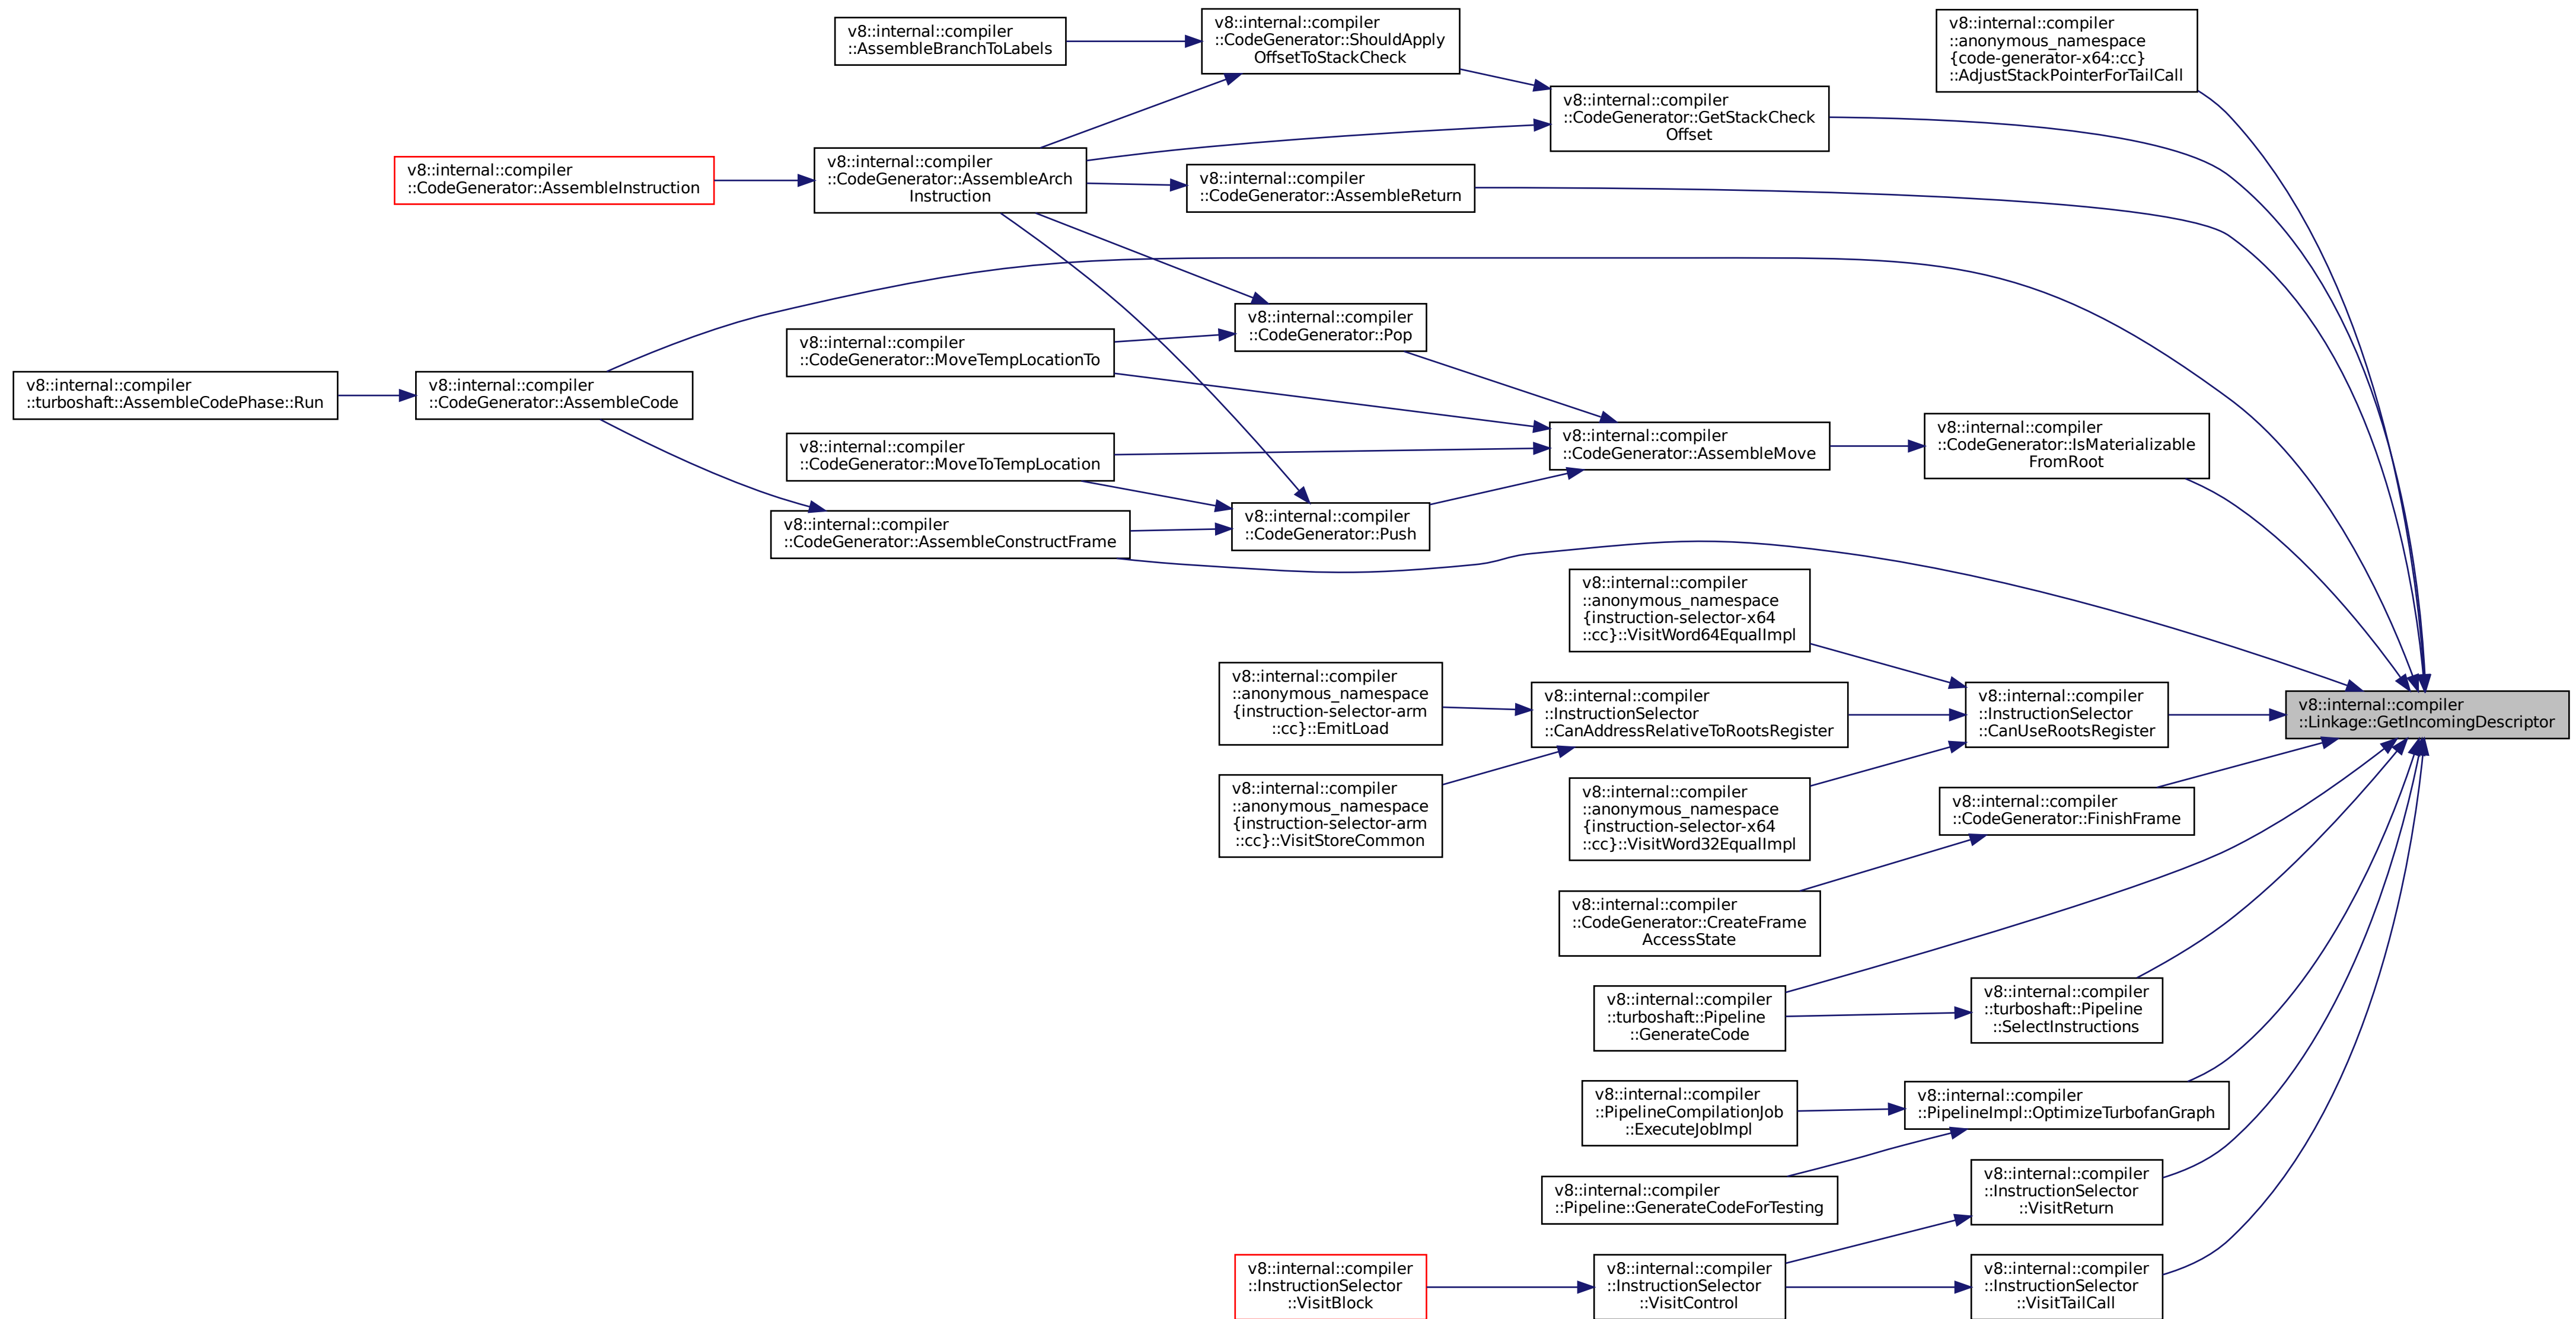 v8::internal::compiler
::AssembleBranchToLabels
v8::internal::compiler
::CodeGenerator::ShouldApply
OffsetToStackCheck
v8::internal::compiler
::anonymous_namespace
{code-generator-x64::cc}
::AdjustStackPointerForTailCall
v8::internal::compiler
::CodeGenerator::GetStackCheck
Offset
v8::internal::compiler
::CodeGenerator::AssembleInstruction
v8::internal::compiler
::CodeGenerator::AssembleArch
Instruction
v8::internal::compiler
::CodeGenerator::AssembleReturn
v8::internal::compiler
::CodeGenerator::Pop
v8::internal::compiler
::CodeGenerator::MoveTempLocationTo
v8::internal::compiler
::turboshaft::AssembleCodePhase::Run
v8::internal::compiler
::CodeGenerator::AssembleCode
v8::internal::compiler
::CodeGenerator::MoveToTempLocation
v8::internal::compiler
::CodeGenerator::AssembleMove
v8::internal::compiler
::CodeGenerator::IsMaterializable
FromRoot
v8::internal::compiler
::CodeGenerator::AssembleConstructFrame
v8::internal::compiler
::CodeGenerator::Push
v8::internal::compiler
::anonymous_namespace
{instruction-selector-x64
::cc}::VisitWord64EqualImpl
v8::internal::compiler
::anonymous_namespace
{instruction-selector-arm
::cc}::EmitLoad
v8::internal::compiler
::InstructionSelector
::CanAddressRelativeToRootsRegister
v8::internal::compiler
::InstructionSelector
::CanUseRootsRegister
v8::internal::compiler
::Linkage::GetIncomingDescriptor
v8::internal::compiler
::anonymous_namespace
{instruction-selector-arm
::cc}::VisitStoreCommon
v8::internal::compiler
::anonymous_namespace
{instruction-selector-x64
::cc}::VisitWord32EqualImpl
v8::internal::compiler
::CodeGenerator::FinishFrame
v8::internal::compiler
::CodeGenerator::CreateFrame
AccessState
v8::internal::compiler
::turboshaft::Pipeline
::GenerateCode
v8::internal::compiler
::turboshaft::Pipeline
::SelectInstructions
v8::internal::compiler
::PipelineCompilationJob
::ExecuteJobImpl
v8::internal::compiler
::PipelineImpl::OptimizeTurbofanGraph
v8::internal::compiler
::Pipeline::GenerateCodeForTesting
v8::internal::compiler
::InstructionSelector
::VisitReturn
v8::internal::compiler
::InstructionSelector
::VisitBlock
v8::internal::compiler
::InstructionSelector
::VisitControl
v8::internal::compiler
::InstructionSelector
::VisitTailCall